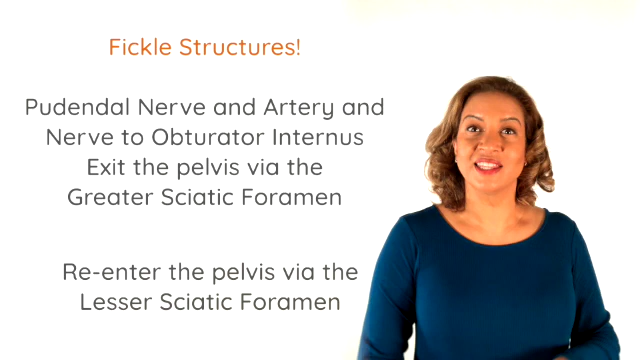 Fickle Structures!
Pudendal Nerve and Artery and
Nerve to Obturator Internus
Exit the pelvis via the
Greater Sciatic Foramen
Re-enter the pelvis via the
Lesser Sciatic Foramen